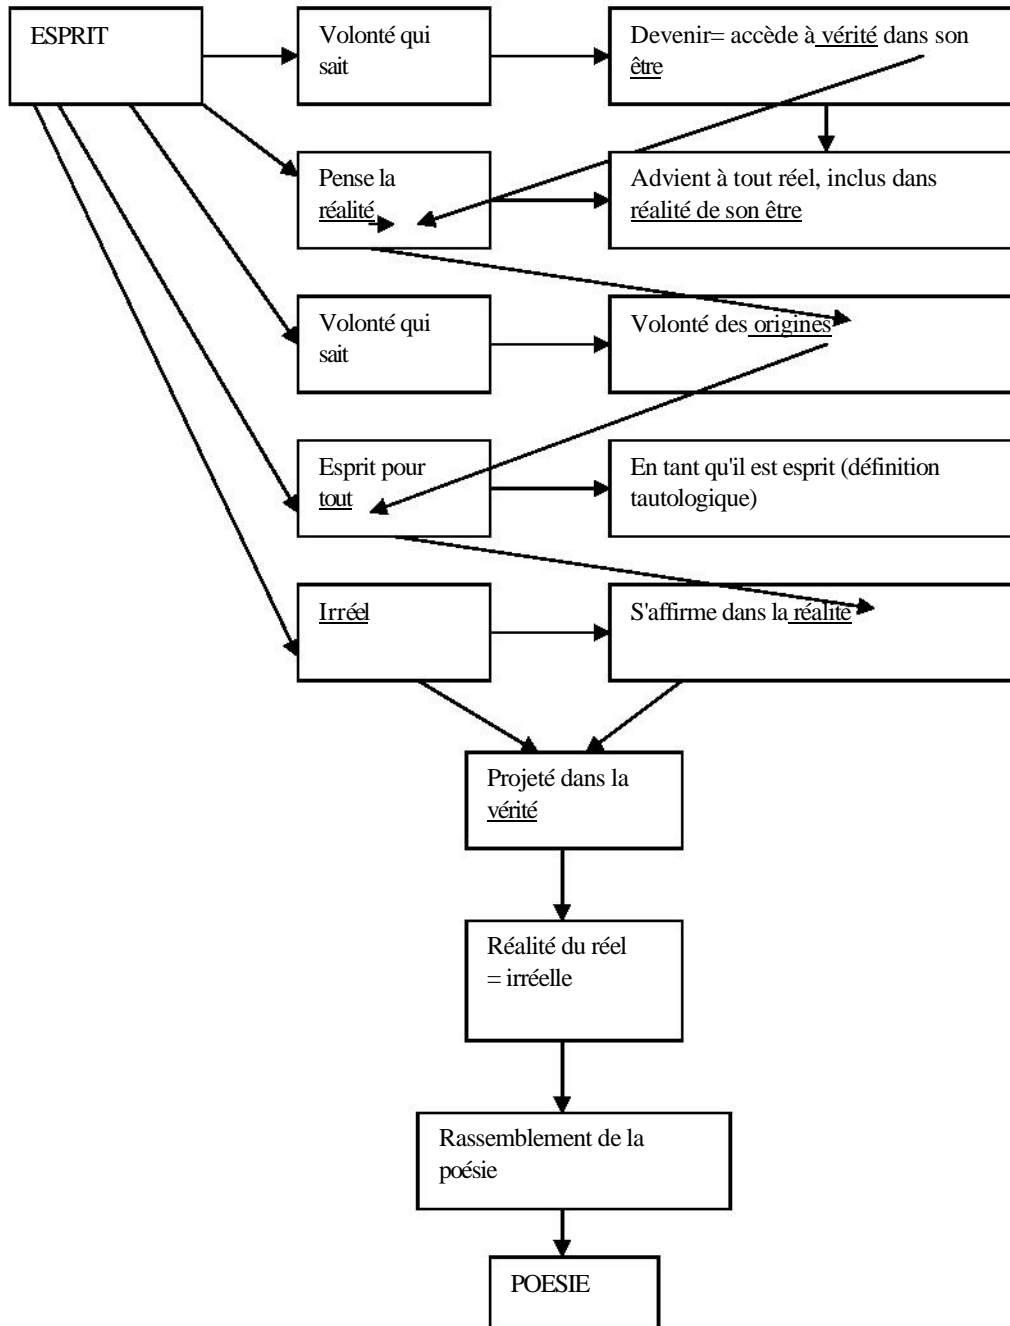 ESPRIT
Volonté qui
sait
Devenir= accède à vérité dans son
être
Pense la
réalité
Advient à tout réel, inclus dans
réalité de son être
Volonté qui
sait
Volonté des origines
Esprit pour
tout
En tant qu'il est esprit (définition
tautologique)
Irréel
S'affirme dans la réalité
Projeté dans la
vérité
Réalité du réel
= irréelle
Rassemblement de la
poésie
POESIE